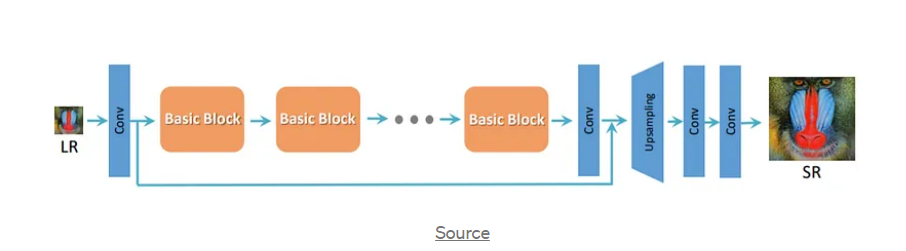 LR
Conv
Basic Block
Basic Block
Basic Block
Conv
Upsampling
Conv
Conv
SR
Source